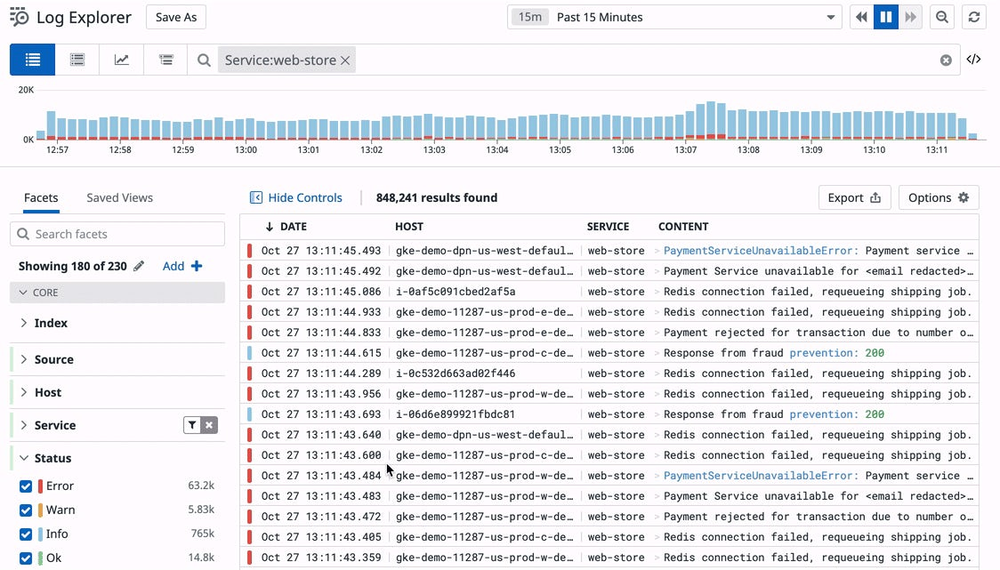 Log Explorer Save As 15m Past 15 Minutes
Service:web-store
20K
0K
12:57 12:58 12:59 13:00 13:01 13:02 13:03 13:04 13:05 13:06 13:07 13:08 13:09 13:10 13:11
Facets Saved Views
Hide Controls 848,241 results found Export Options
Search facets
Showing 180 of 230 Add
CORE
Index
Source
Host
Service
Status
Error 63.2k
Warn 5.83k
Info 765k
Ok 14.8k
DATE HOST SERVICE CONTENT
Oct 27 13:11:45.493 gke-demo-dpn-us-west-defaul… web-store PaymentServiceUnavailableError: Payment service …
Oct 27 13:11:45.492 gke-demo-dpn-us-west-defaul… web-store Payment Service unavailable for <email redacted>…
Oct 27 13:11:45.086 i-0af5c091cbed2af5a web-store Redis connection failed, requeueing shipping job.
Oct 27 13:11:44.933 gke-demo-11287-us-prod-e-de… web-store Redis connection failed, requeueing shipping job.
Oct 27 13:11:44.833 gke-demo-11287-us-prod-e-de… web-store Payment rejected for transaction due to number o…
Oct 27 13:11:44.615 gke-demo-11287-us-prod-c-de… web-store Response from fraud prevention: 200
Oct 27 13:11:44.289 i-0c532d663ad02f446 web-store Redis connection failed, requeueing shipping job.
Oct 27 13:11:43.956 gke-demo-11287-us-prod-w-de… web-store Redis connection failed, requeueing shipping job.
Oct 27 13:11:43.693 i-06d6e899921fbdc81 web-store Response from fraud prevention: 200
Oct 27 13:11:43.640 gke-demo-dpn-us-west-defaul… web-store Redis connection failed, requeueing shipping job.
Oct 27 13:11:43.600 gke-demo-11287-us-prod-c-de… web-store Redis connection failed, requeueing shipping job.
Oct 27 13:11:43.484 gke-demo-11287-us-prod-w-de… web-store PaymentServiceUnavailableError: Payment service …
Oct 27 13:11:43.483 gke-demo-11287-us-prod-w-de… web-store Payment Service unavailable for <email redacted>…
Oct 27 13:11:43.472 gke-demo-11287-us-prod-w-de… web-store Payment rejected for transaction due to number o…
Oct 27 13:11:43.405 gke-demo-11287-us-prod-c-de… web-store Redis connection failed, requeueing shipping job.
Oct 27 13:11:43.359 gke-demo-11287-us-prod-w-de… web-store Redis connection failed, requeueing shipping job.